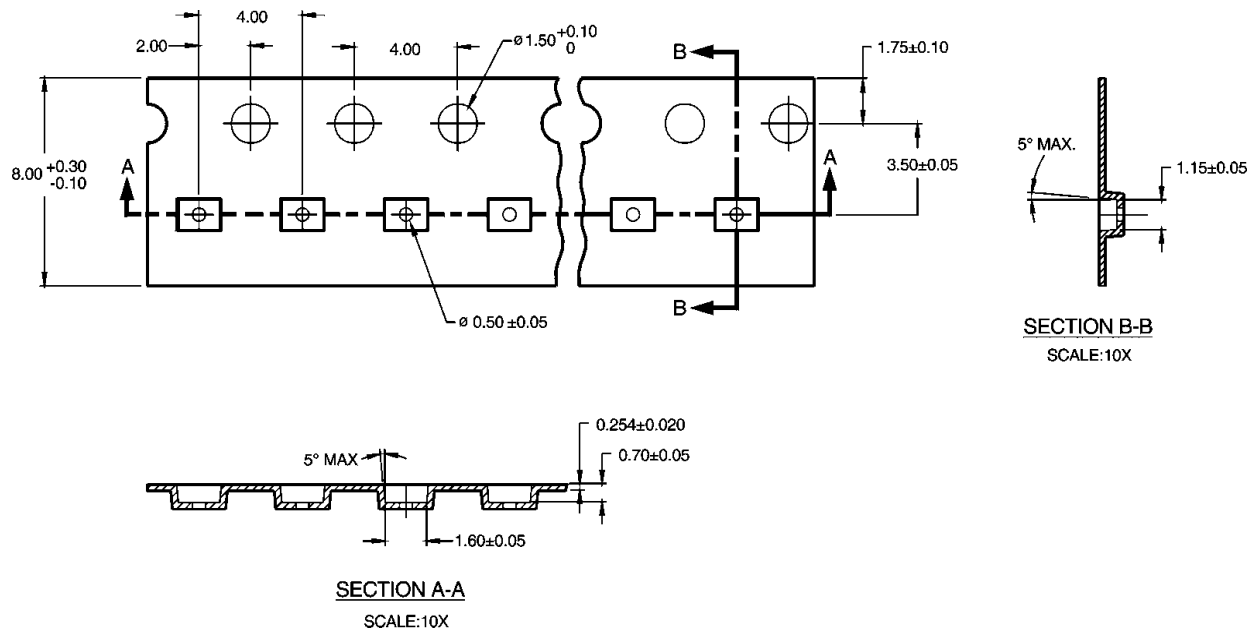 4.00
2.00
4.00
ø1.50 +0.10
0
B
1.75±0.10
8.00 +0.30
-0.10
A
A
3.50±0.05
5° MAX.
1.15±0.05
B
ø 0.50 ±0.05
SECTION B-B
SCALE:10X
0.254±0.020
5° MAX
0.70±0.05
1.60±0.05
SECTION A-A
SCALE:10X